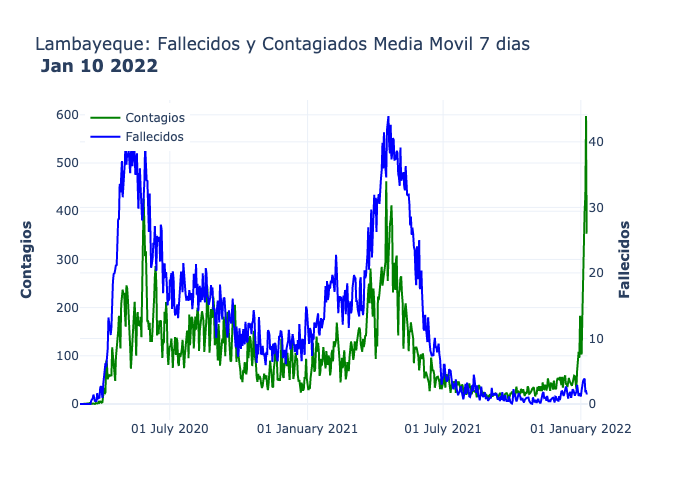 Lambayeque: Fallecidos y Contagiados Media Movil 7 dias
Jan 10 2022
Contagios
Fallecidos
600
500
400
300
200
100
0
40
30
20
10
0
Contagios
Fallecidos
01 July 2020
01 January 2021
01 July 2021
01 January 2022